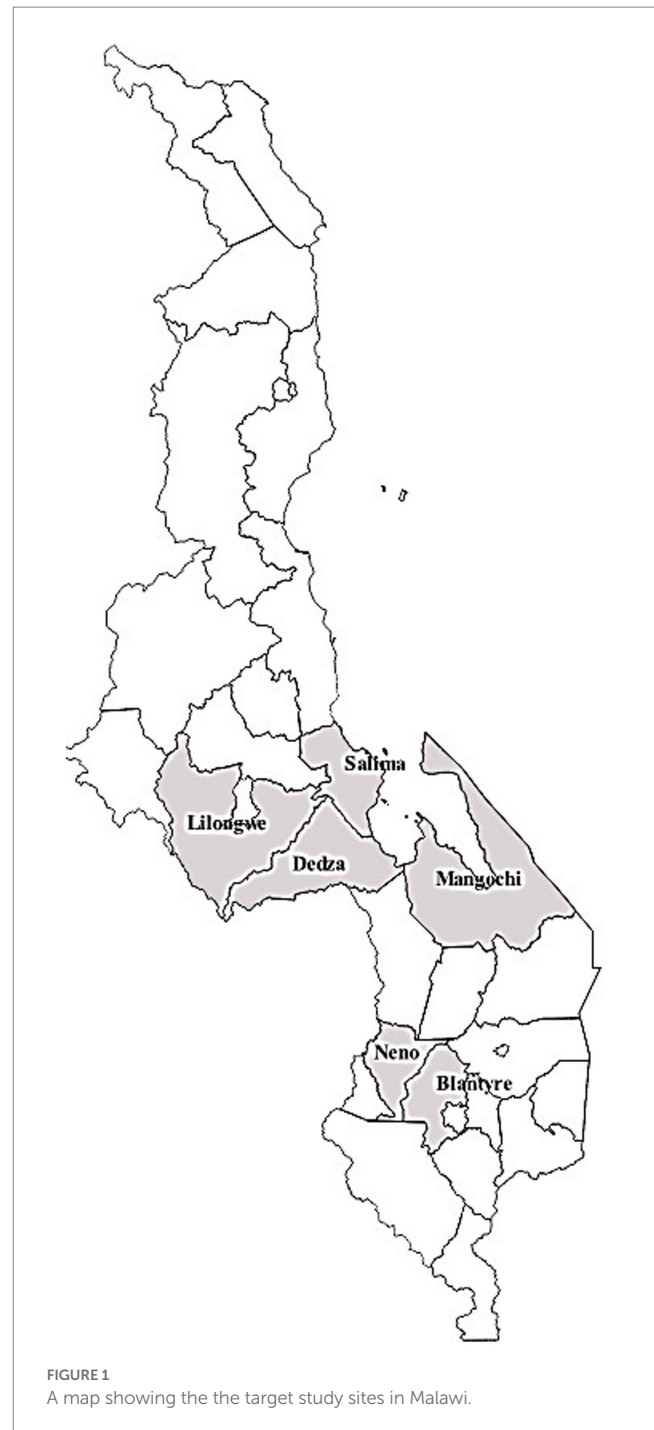 Salima
Lilongwe
Dedza
Mangochi
Neno
Blantyre
FIGURE 1
A map showing the the target study sites in Malawi.